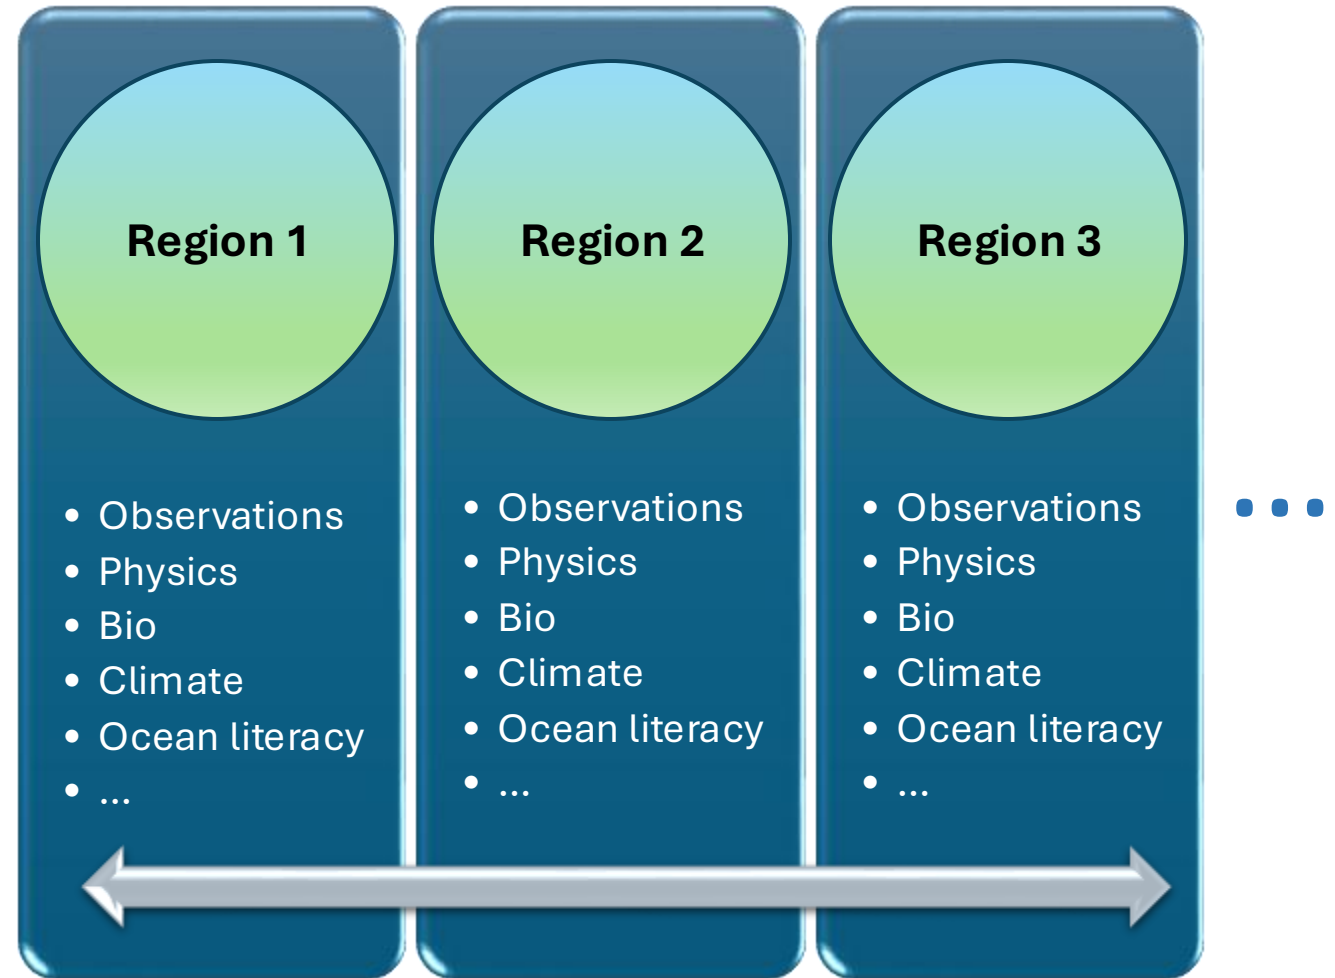 Region 1
• Observations
• Physics
• Bio
• Climate
• Ocean literacy
• ...
Region 2
• Observations
• Physics
• Bio
• Climate
• Ocean literacy
• ...
Region 3
• Observations
• Physics
• Bio
• Climate
• Ocean literacy
• ...
...